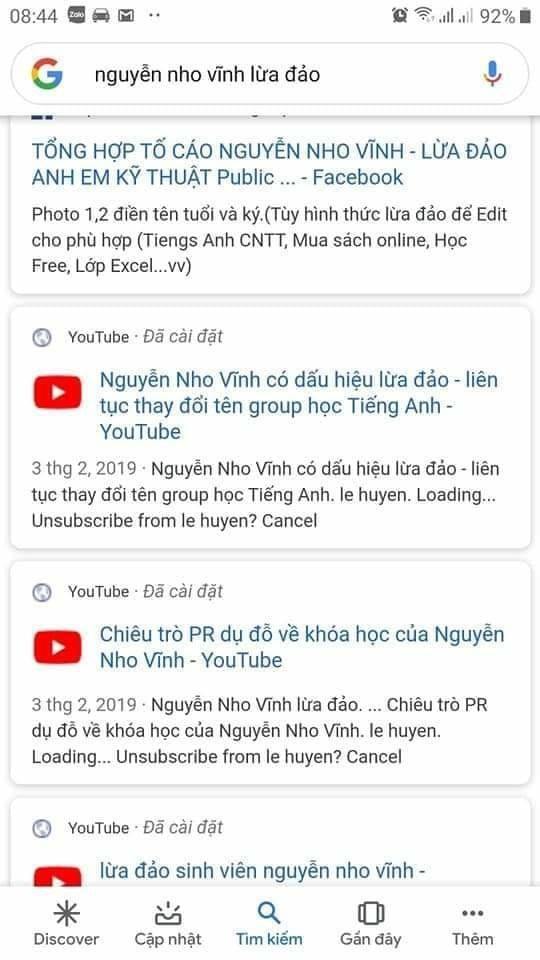 08:44
Zalo
92%
nguyễn nho vĩnh lừa đảo
TỔNG HỢP TỐ CÁO NGUYỄN NHO VĨNH - LỪA ĐẢO
ANH EM KỸ THUẬT Public ... - Facebook
Photo 1,2 điền tên tuổi và ký.(Tùy hình thức lừa đảo để Edit
cho phù hợp (Tiengs Anh CNTT, Mua sách online, Học
Free, Lớp Excel...vv)
YouTube · Đã cài đặt
Nguyễn Nho Vĩnh có dấu hiệu lừa đảo - liên
tục thay đổi tên group học Tiếng Anh -
YouTube
3 thg 2, 2019 · Nguyễn Nho Vĩnh có dấu hiệu lừa đảo - liên
tục thay đổi tên group học Tiếng Anh. le huyen. Loading...
Unsubscribe from le huyen? Cancel
YouTube · Đã cài đặt
Chiêu trò PR dụ đỗ về khóa học của Nguyễn
Nho Vĩnh - YouTube
3 thg 2, 2019 · Nguyễn Nho Vĩnh lừa đảo. ... Chiêu trò PR
dụ đỗ về khóa học của Nguyễn Nho Vĩnh. le huyen.
Loading... Unsubscribe from le huyen? Cancel
YouTube · Đã cài đặt
lừa đảo sinh viên nguyễn nho vĩnh -
Discover
Cập nhật
Tìm kiếm
Gần đây
Thêm